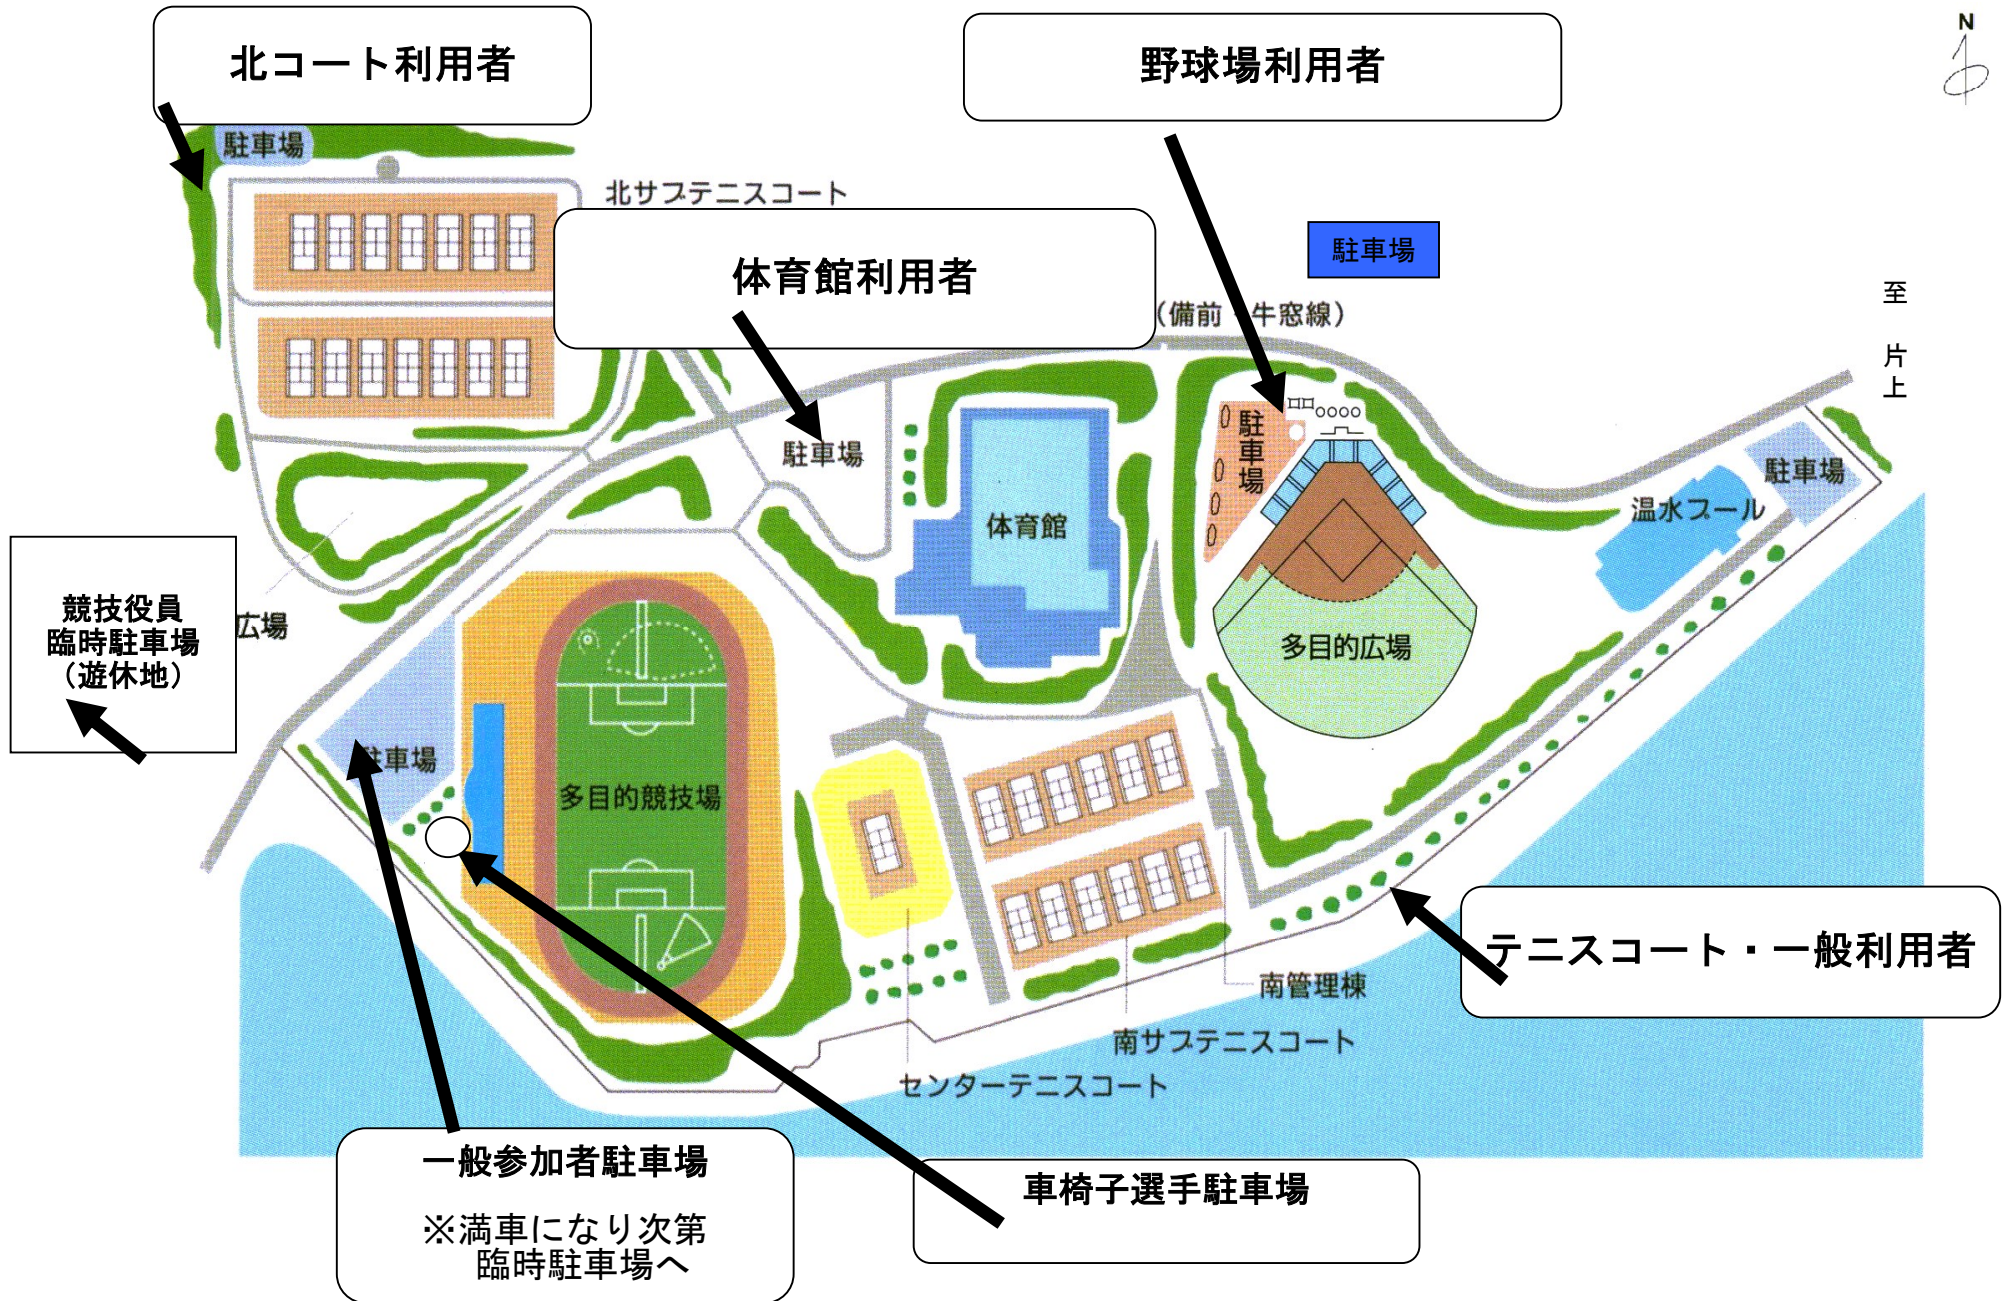 北コート利用者
野球場利用者
N
駐車場
北サブテニスコート
駐車場
体育館利用者
至 片上
(備前・牛窓線)
駐車場
駐車場
駐車場
温水プール
体育館
競技役員
臨時駐車場
(遊休地)
広場
多目的広場
駐車場
多目的競技場
テニスコート・一般利用者
南管理棟
南サブテニスコート
センターテニスコート
一般参加者駐車場
※満車になり次第
臨時駐車場へ
車椅子選手駐車場